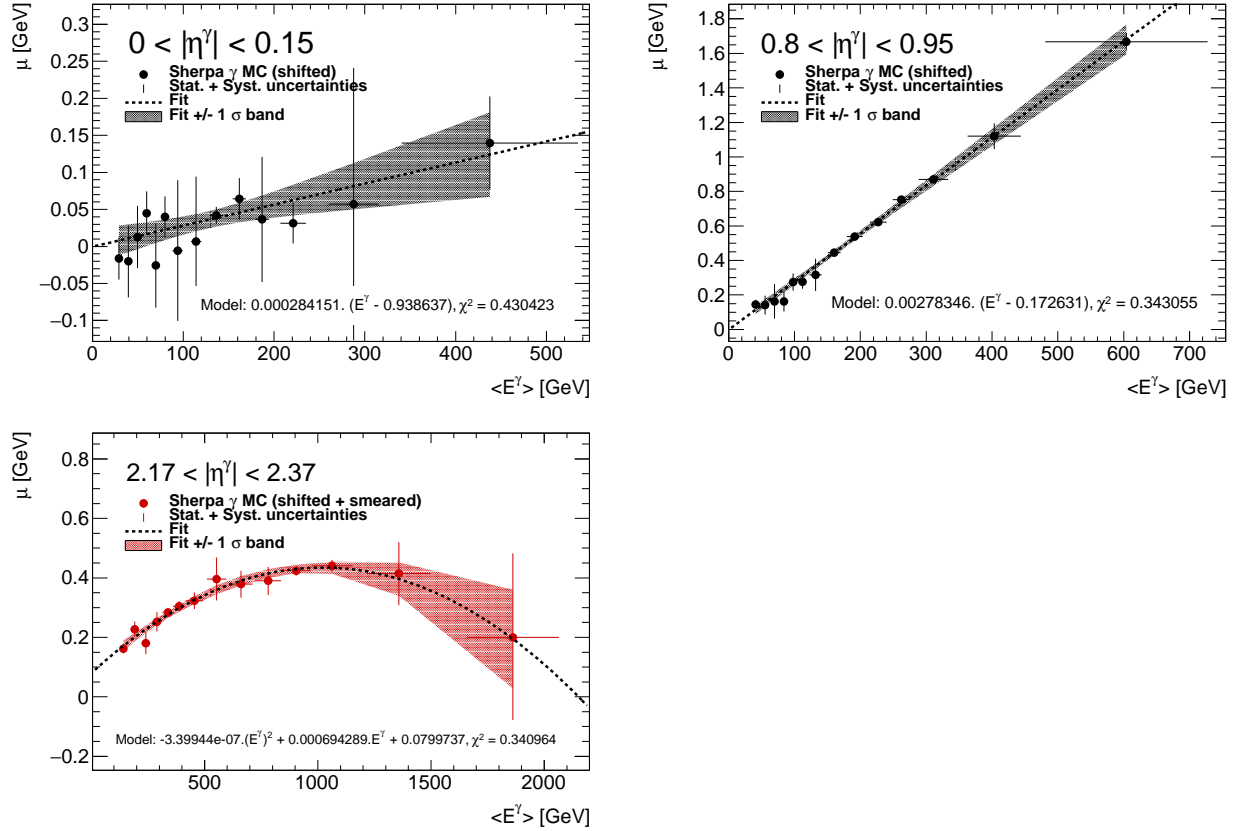 μ [GeV]
0.3
0.25
0.2
0.15
0.1
0.05
0
−0.05
−0.1
0 < |η^γ| < 0.15
Sherpa γ MC (shifted)
Stat. + Syst. uncertainties
Fit
Fit +/- 1 σ band
Model: 0.000284151. (E^γ - 0.938637), χ² = 0.430423
0 100 200 300 400 500
<E^γ> [GeV]
μ [GeV]
1.8
1.6
1.4
1.2
1
0.8
0.6
0.4
0.2
0
0.8 < |η^γ| < 0.95
Sherpa γ MC (shifted)
Stat. + Syst. uncertainties
Fit
Fit +/- 1 σ band
Model: 0.00278346. (E^γ - 0.172631), χ² = 0.343055
0 100 200 300 400 500 600 700
<E^γ> [GeV]
μ [GeV]
0.8
0.6
0.4
0.2
0
−0.2
2.17 < |η^γ| < 2.37
Sherpa γ MC (shifted + smeared)
Stat. + Syst. uncertainties
Fit
Fit +/- 1 σ band
Model: -3.39944e-07.(E^γ)² + 0.000694289.E^γ + 0.0799737, χ² = 0.340964
500 1000 1500 2000
<E^γ> [GeV]